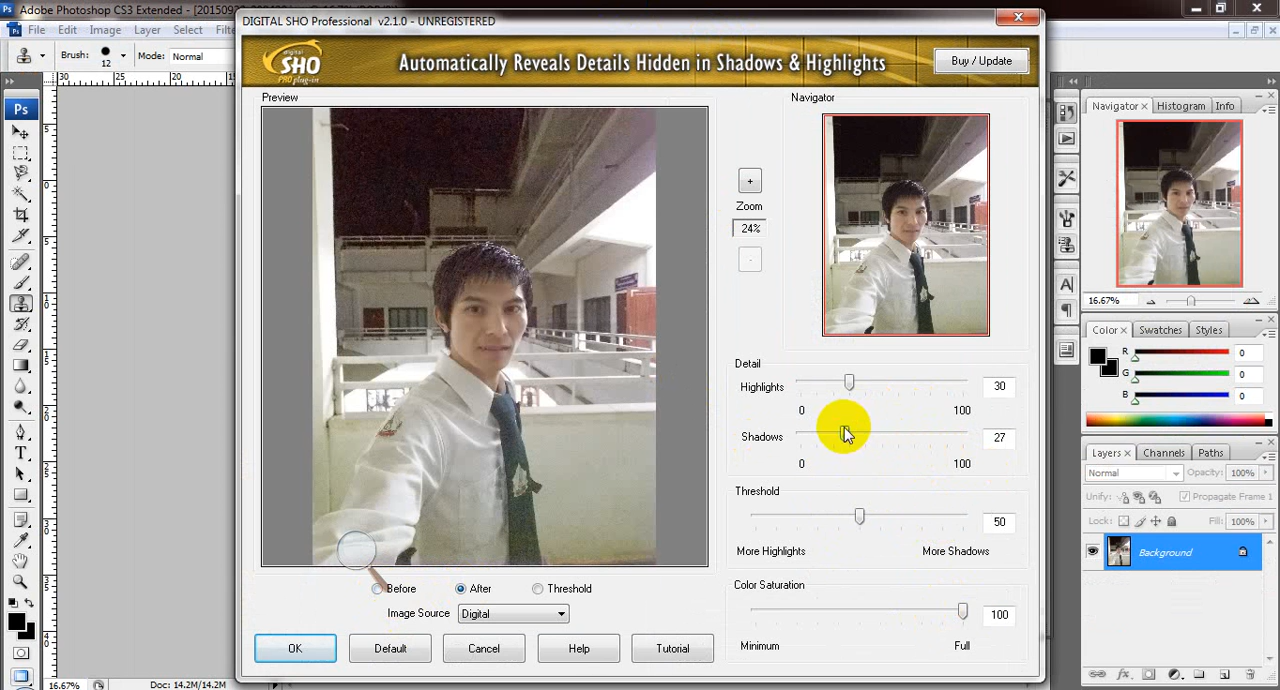 Adobe Photoshop CS3 Extended
DIGITAL SHO Professional v2.1.0 - UNREGISTERED
File Edit Image Layer Select
Brush: 12 Mode: Normal
digital
SHO
PRO plug-in
Automatically Reveals Details Hidden in Shadows & Highlights
Buy / Update
Preview
Navigator
+
Zoom
24%
-
Detail
Highlights 30
0 100
Shadows 27
0 100
Threshold
50
More Highlights More Shadows
Color Saturation
100
Minimum Full
Before After Threshold
Image Source Digital
OK Default Cancel Help Tutorial
Ps
T
30 25 20
16.67% Doc: 14.2M/14.2M
Navigator × Histogram Info
16.67%
Color × Swatches Styles
R 0
G 0
B 0
Layers × Channels Paths
Normal Opacity: 100%
Unify: Propagate Frame 1
Lock: Fill: 100%
Background